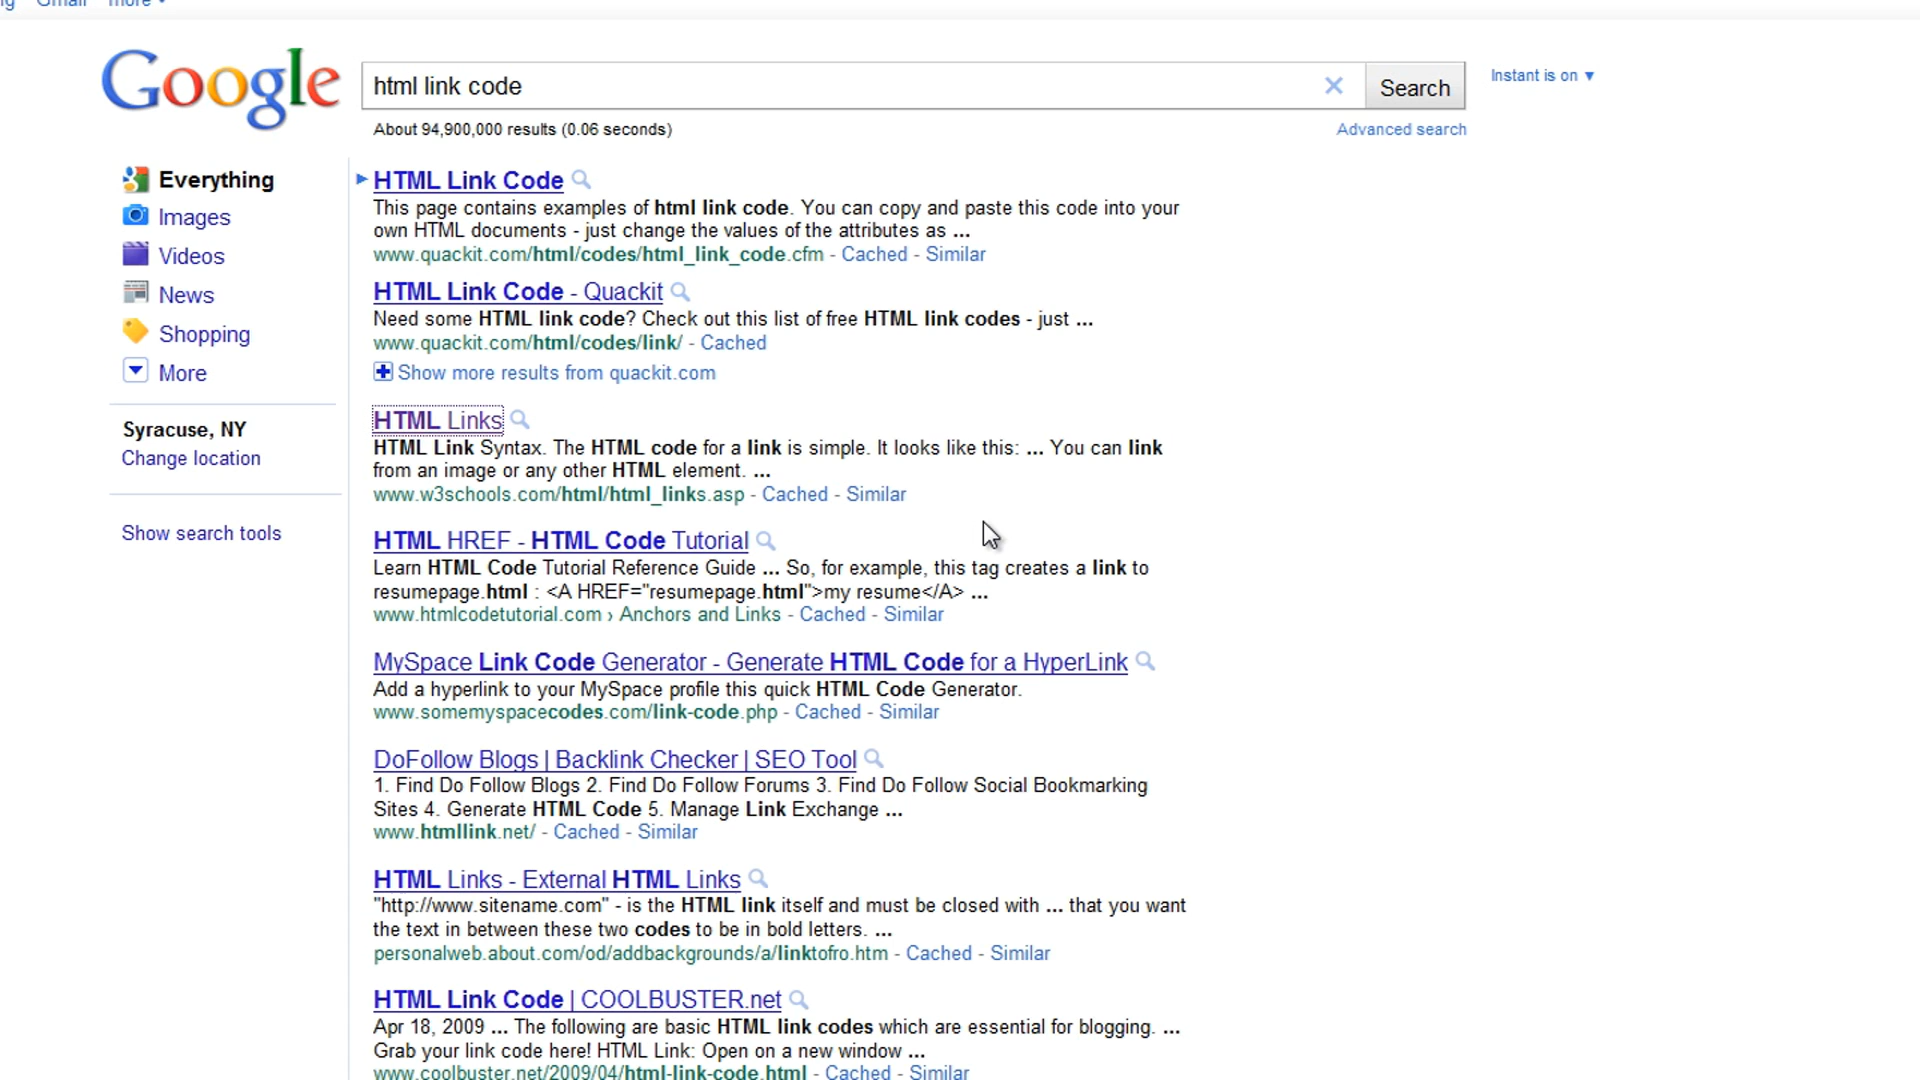 Gmail more
Google
html link code
Search
Instant is on ▼
About 94,900,000 results (0.06 seconds)
Advanced search
Everything
Images
Videos
News
Shopping
More
Syracuse, NY
Change location
Show search tools
HTML Link Code
This page contains examples of html link code. You can copy and paste this code into your
own HTML documents - just change the values of the attributes as ...
www.quackit.com/html/codes/html_link_code.cfm - Cached - Similar
HTML Link Code - Quackit
Need some HTML link code? Check out this list of free HTML link codes - just ...
www.quackit.com/html/codes/link/ - Cached
Show more results from quackit.com
HTML Links
HTML Link Syntax. The HTML code for a link is simple. It looks like this: ... You can link
from an image or any other HTML element. ...
www.w3schools.com/html/html_links.asp - Cached - Similar
HTML HREF - HTML Code Tutorial
Learn HTML Code Tutorial Reference Guide ... So, for example, this tag creates a link to
resumepage.html : <A HREF="resumepage.html">my resume</A> ...
www.htmlcodetutorial.com › Anchors and Links - Cached - Similar
MySpace Link Code Generator - Generate HTML Code for a HyperLink
Add a hyperlink to your MySpace profile this quick HTML Code Generator.
www.somemyspacecodes.com/link-code.php - Cached - Similar
DoFollow Blogs | Backlink Checker | SEO Tool
1. Find Do Follow Blogs 2. Find Do Follow Forums 3. Find Do Follow Social Bookmarking
Sites 4. Generate HTML Code 5. Manage Link Exchange ...
www.htmllink.net/ - Cached - Similar
HTML Links - External HTML Links
"http://www.sitename.com" - is the HTML link itself and must be closed with ... that you want
the text in between these two codes to be in bold letters. ...
personalweb.about.com/od/addbackgrounds/a/linktofro.htm - Cached - Similar
HTML Link Code | COOLBUSTER.net
Apr 18, 2009 ... The following are basic HTML link codes which are essential for blogging. ...
Grab your link code here! HTML Link: Open on a new window ...
www.coolbuster.net/2009/04/html-link-code.html - Cached - Similar